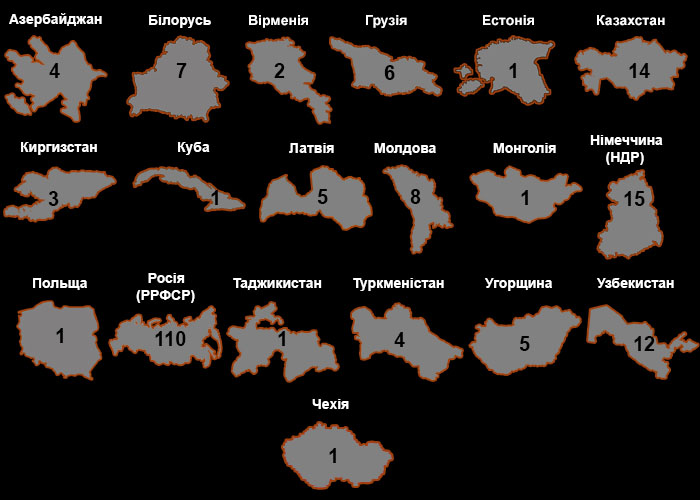 Азербайджан Білорусь Вірменія Грузія Естонія Казахстан
4 7 2 6 1 14
Киргизстан Куба Латвія Молдова Монголія Німеччина
(НДР)
3 1 5 8 1 15
Польща Росія Таджикистан Туркменістан Угорщина Узбекистан
(РРФСР)
1 110 1 4 5 12
Чехія
1